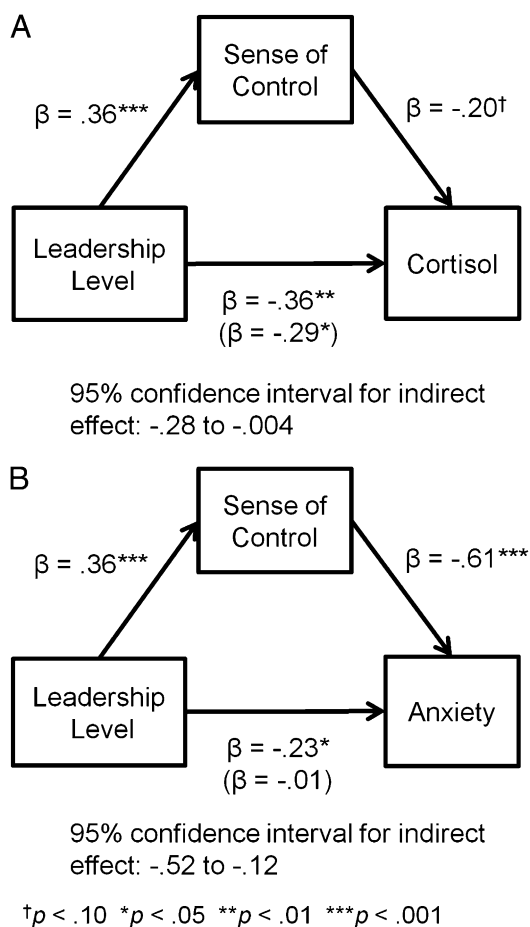 A
Sense of
Control
β = .36***
β = -.20†
Leadership
Level
Cortisol
β = -.36**
(β = -.29*)
95% confidence interval for indirect
effect: -.28 to -.004
B
Sense of
Control
β = .36***
β = -.61***
Leadership
Level
Anxiety
β = -.23*
(β = -.01)
95% confidence interval for indirect
effect: -.52 to -.12
†p < .10 *p < .05 **p < .01 ***p < .001